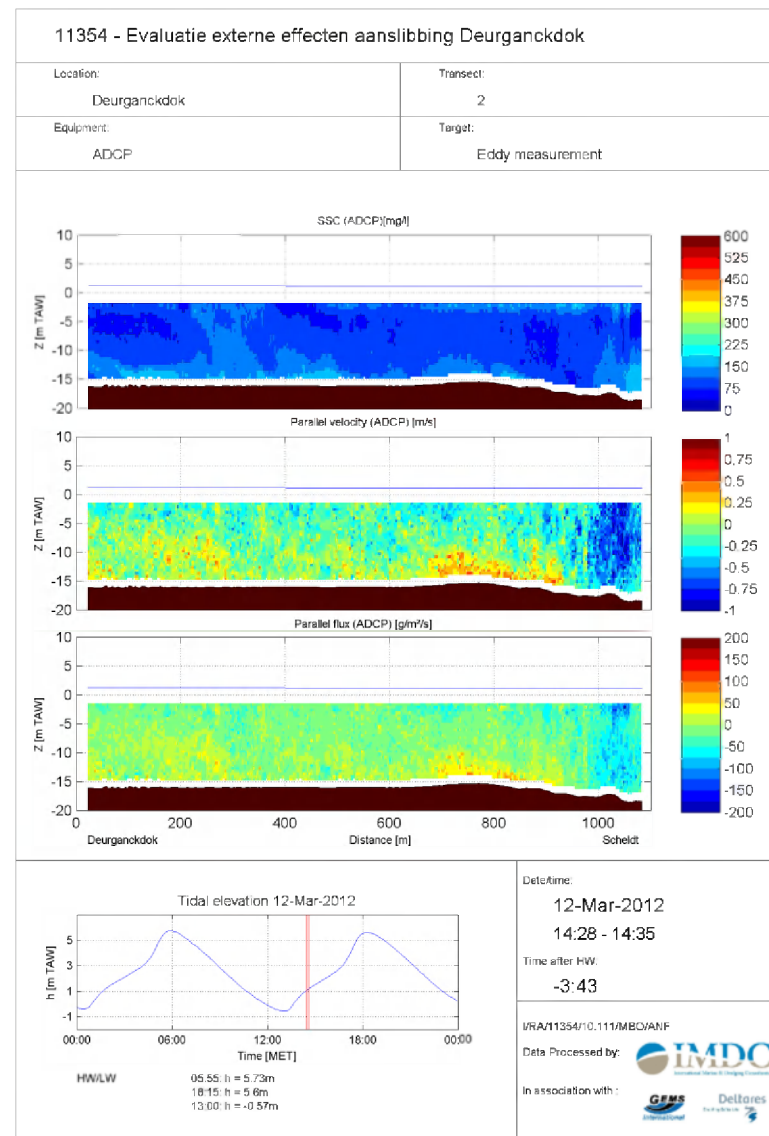 11354 - Evaluatie externe effecten aanslibbing Deurganckdok
Location:
Deurganckdok
Transect:
2
Equipment:
ADCP
Target:
Eddy measurement
SSC (ADCP)[mg/l]
10
5
0
-5
-10
-15
-20
Z [m TAW]
600
525
450
375
300
225
150
75
0
Parallel velocity (ADCP) [m/s]
10
5
0
-5
-10
-15
-20
Z [m TAW]
1
0.75
0.5
0.25
0
-0.25
-0.5
-0.75
-1
Parallel flux (ADCP) [g/m²/s]
10
5
0
-5
-10
-15
-20
Z [m TAW]
200
150
100
50
0
-50
-100
-150
-200
0 200 400 600 800 1000
Deurganckdok Distance [m] Scheldt
Tidal elevation 12-Mar-2012
h [m TAW]
5
3
1
-1
00:00 06:00 12:00 18:00 00:00
Time [MET]
HW/LW
05:55: h = 5.73m
18:15: h = 5.6m
13:00: h = -0.57m
Date/time:
12-Mar-2012
14:28 - 14:35
Time after HW:
-3:43
I/RA/11354/10.111/MBO/ANF
Data Processed by:
IMDC
In association with :
GEMS
International
Deltares